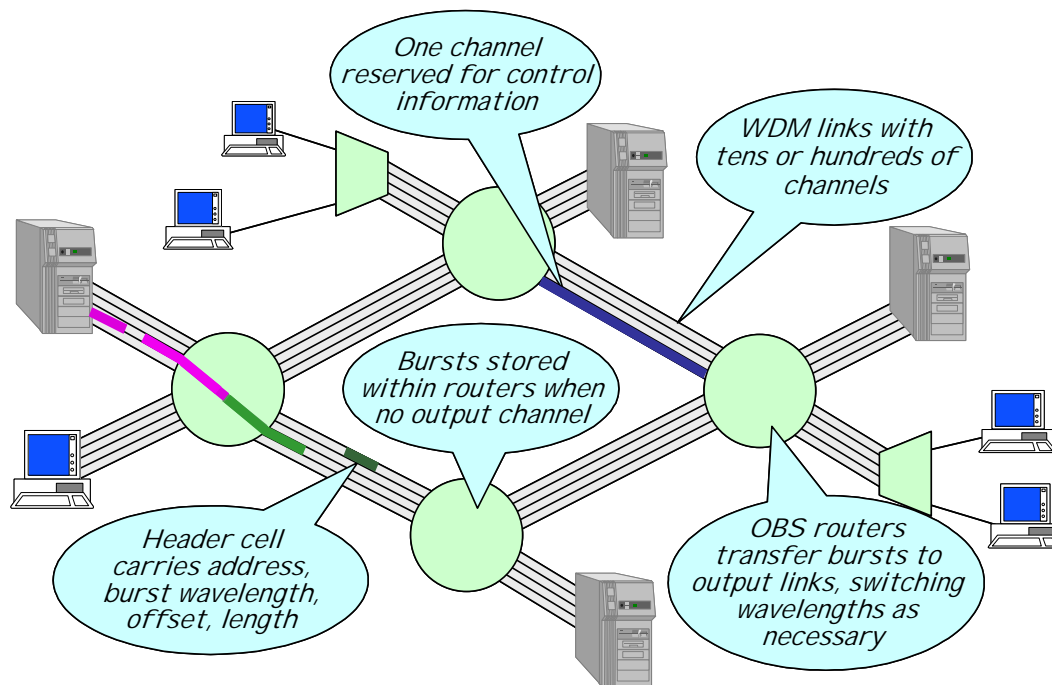 One channel
reserved for control
information
WDM links with
tens or hundreds of
channels
Bursts stored
within routers when
no output channel
Header cell
carries address,
burst wavelength,
offset, length
OBS routers
transfer bursts to
output links, switching
wavelengths as
necessary